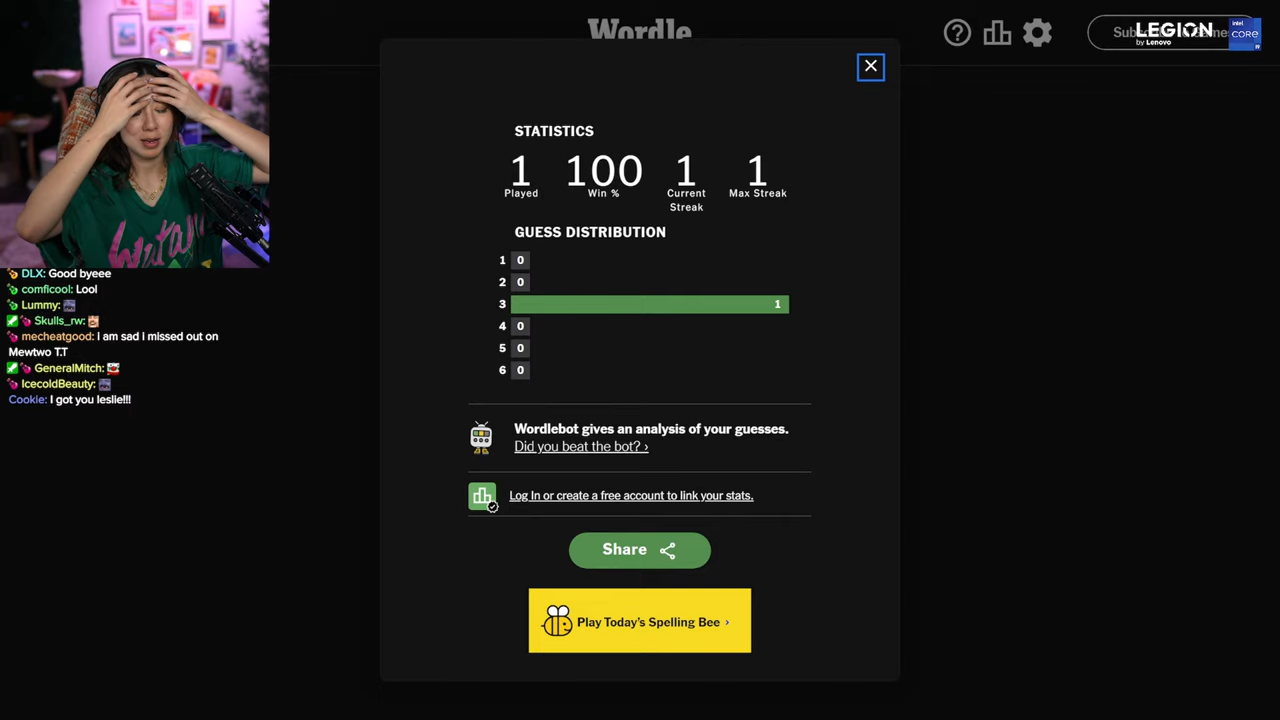 Wordle
Subs
LEGION
by Lenovo
intel
CORE
i9
STATISTICS
1 100 1 1
Played Win % Current Streak Max Streak
GUESS DISTRIBUTION
1 0
2 0
3 1
4 0
5 0
6 0
Wordlebot gives an analysis of your guesses.
Did you beat the bot? ›
Log In or create a free account to link your stats.
Share
Play Today's Spelling Bee ›
DLX: Good byeee
comficool: Lool
Lummy:
Skulls_rw:
mecheatgood: i am sad I missed out on
Mewtwo T.T
GeneralMitch:
IcecoldBeauty:
Cookie: I got you leslie!!!